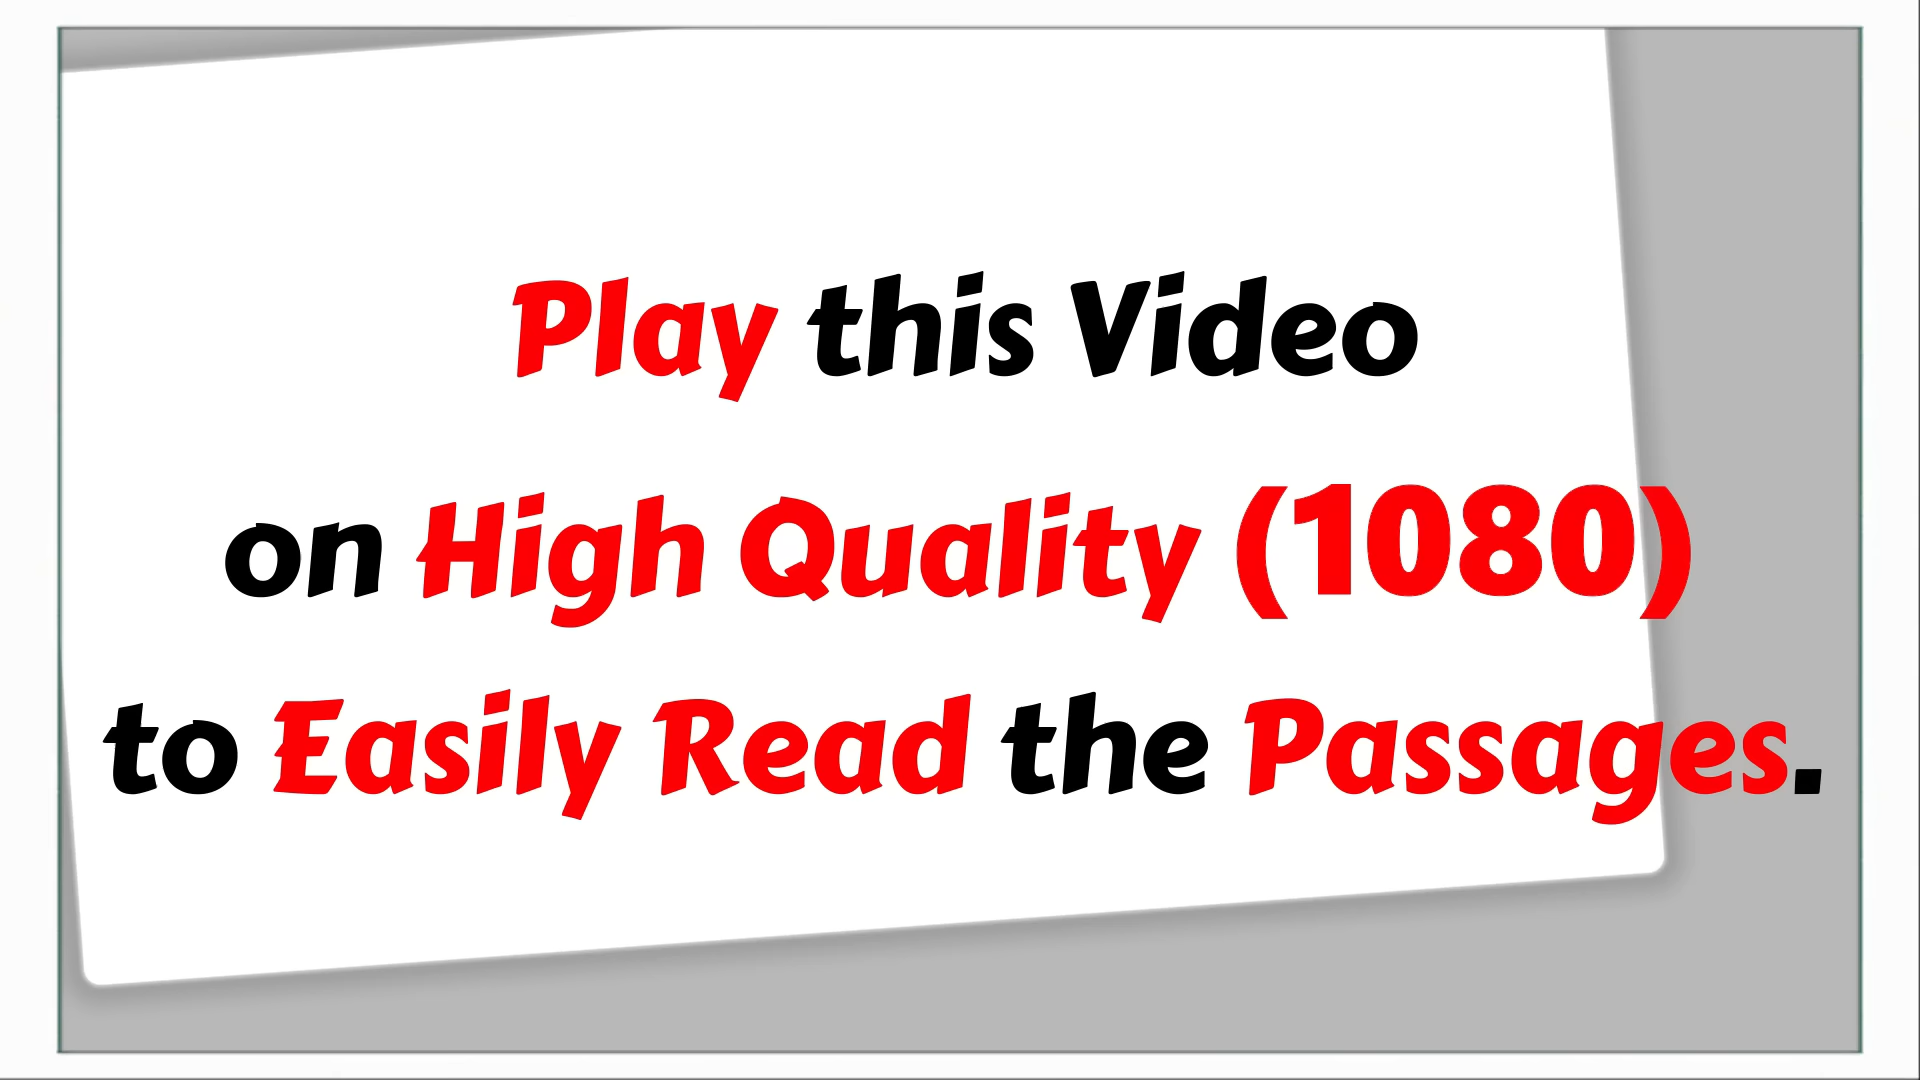 Play this Video
on High Quality (1080)
to Easily Read the Passages.